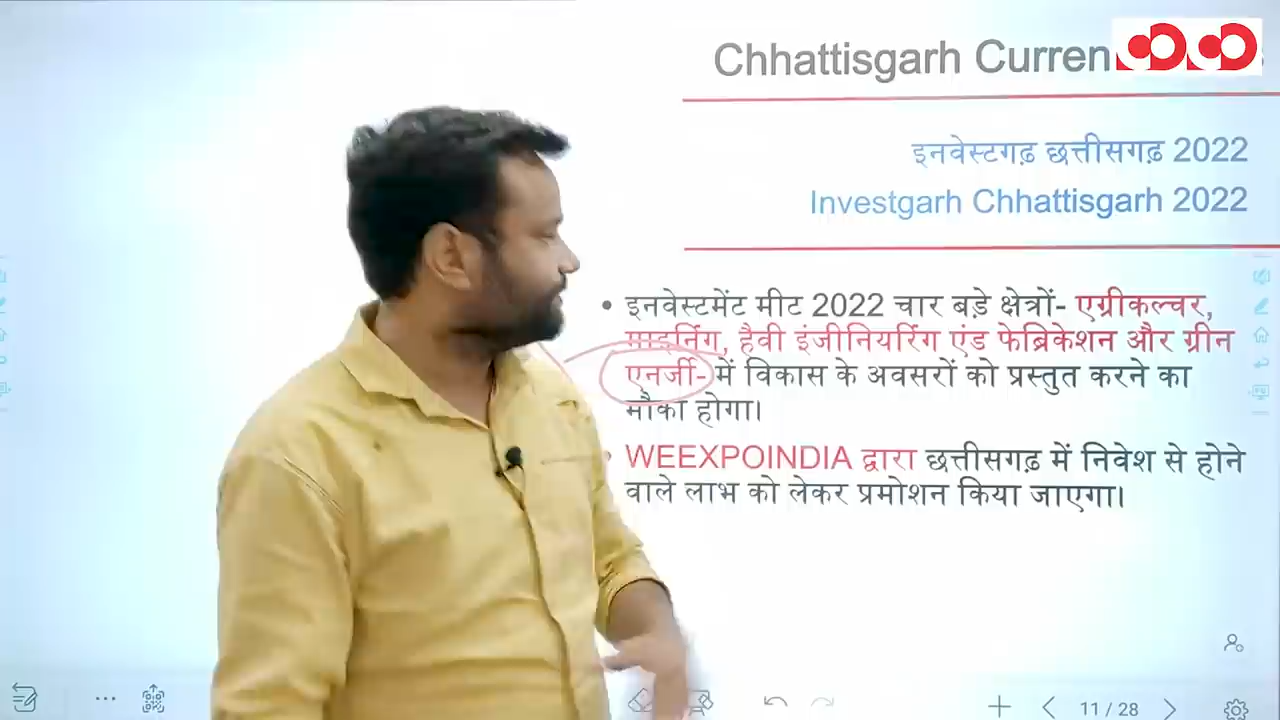 Chhattisgarh Curren
इनवेस्टगढ़ छत्तीसगढ़ 2022
Investgarh Chhattisgarh 2022
• इनवेस्टमेंट मीट 2022 चार बड़े क्षेत्रों- एग्रीकल्चर,
माइनिंग, हैवी इंजीनियरिंग एंड फेब्रिकेशन और ग्रीन
एनर्जी- में विकास के अवसरों को प्रस्तुत करने का
मौका होगा।
• WEEXPOINDIA द्वारा छत्तीसगढ़ में निवेश से होने
वाले लाभ को लेकर प्रमोशन किया जाएगा।
11 / 28